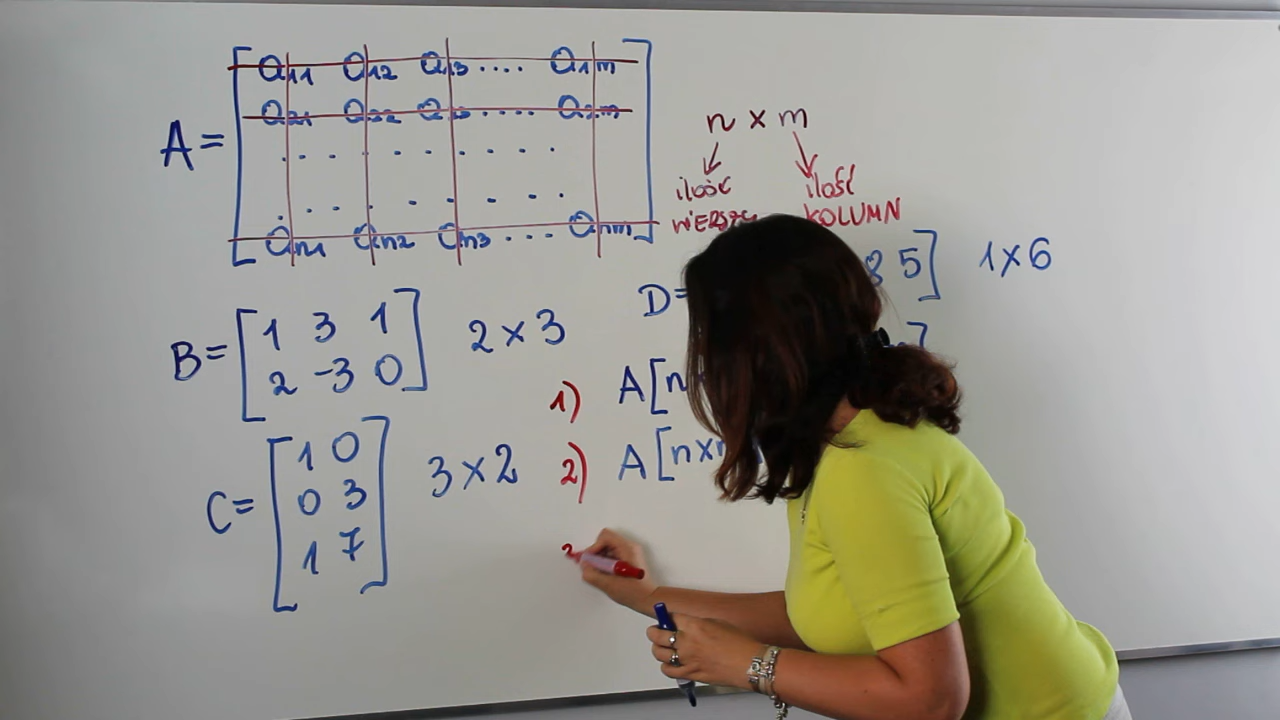 A = [ a11 a12 a13 .... a1m
a21 a22 a23 .... a2m
. . . . . . . . . .
. . . . . . . . .
an1 an2 an3 ... anm ]
n × m
ilość
WIERSZY
ilość
KOLUMN
B = [ 1 3 1
2 -3 0 ] 2 × 3
C = [ 1 0
0 3
1 7 ] 3 × 2
D = 8 5 ] 1 × 6
1) A [n
2) A [n×